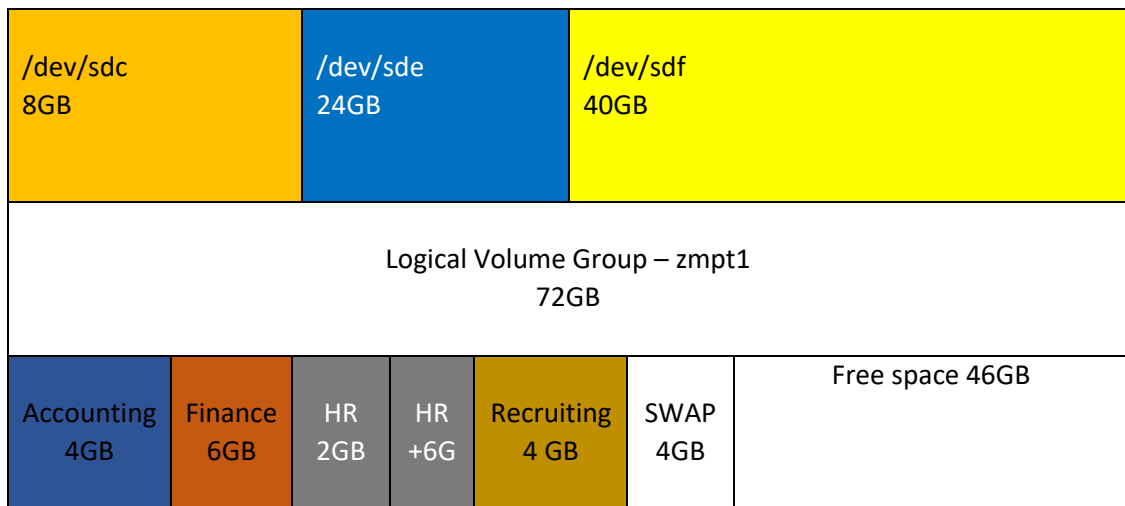 /dev/sdc
8GB
/dev/sde
24GB
/dev/sdf
40GB
Logical Volume Group – zmpt1
72GB
Accounting
4GB
Finance
6GB
HR
2GB
HR
+6G
Recruiting
4 GB
SWAP
4GB
Free space 46GB